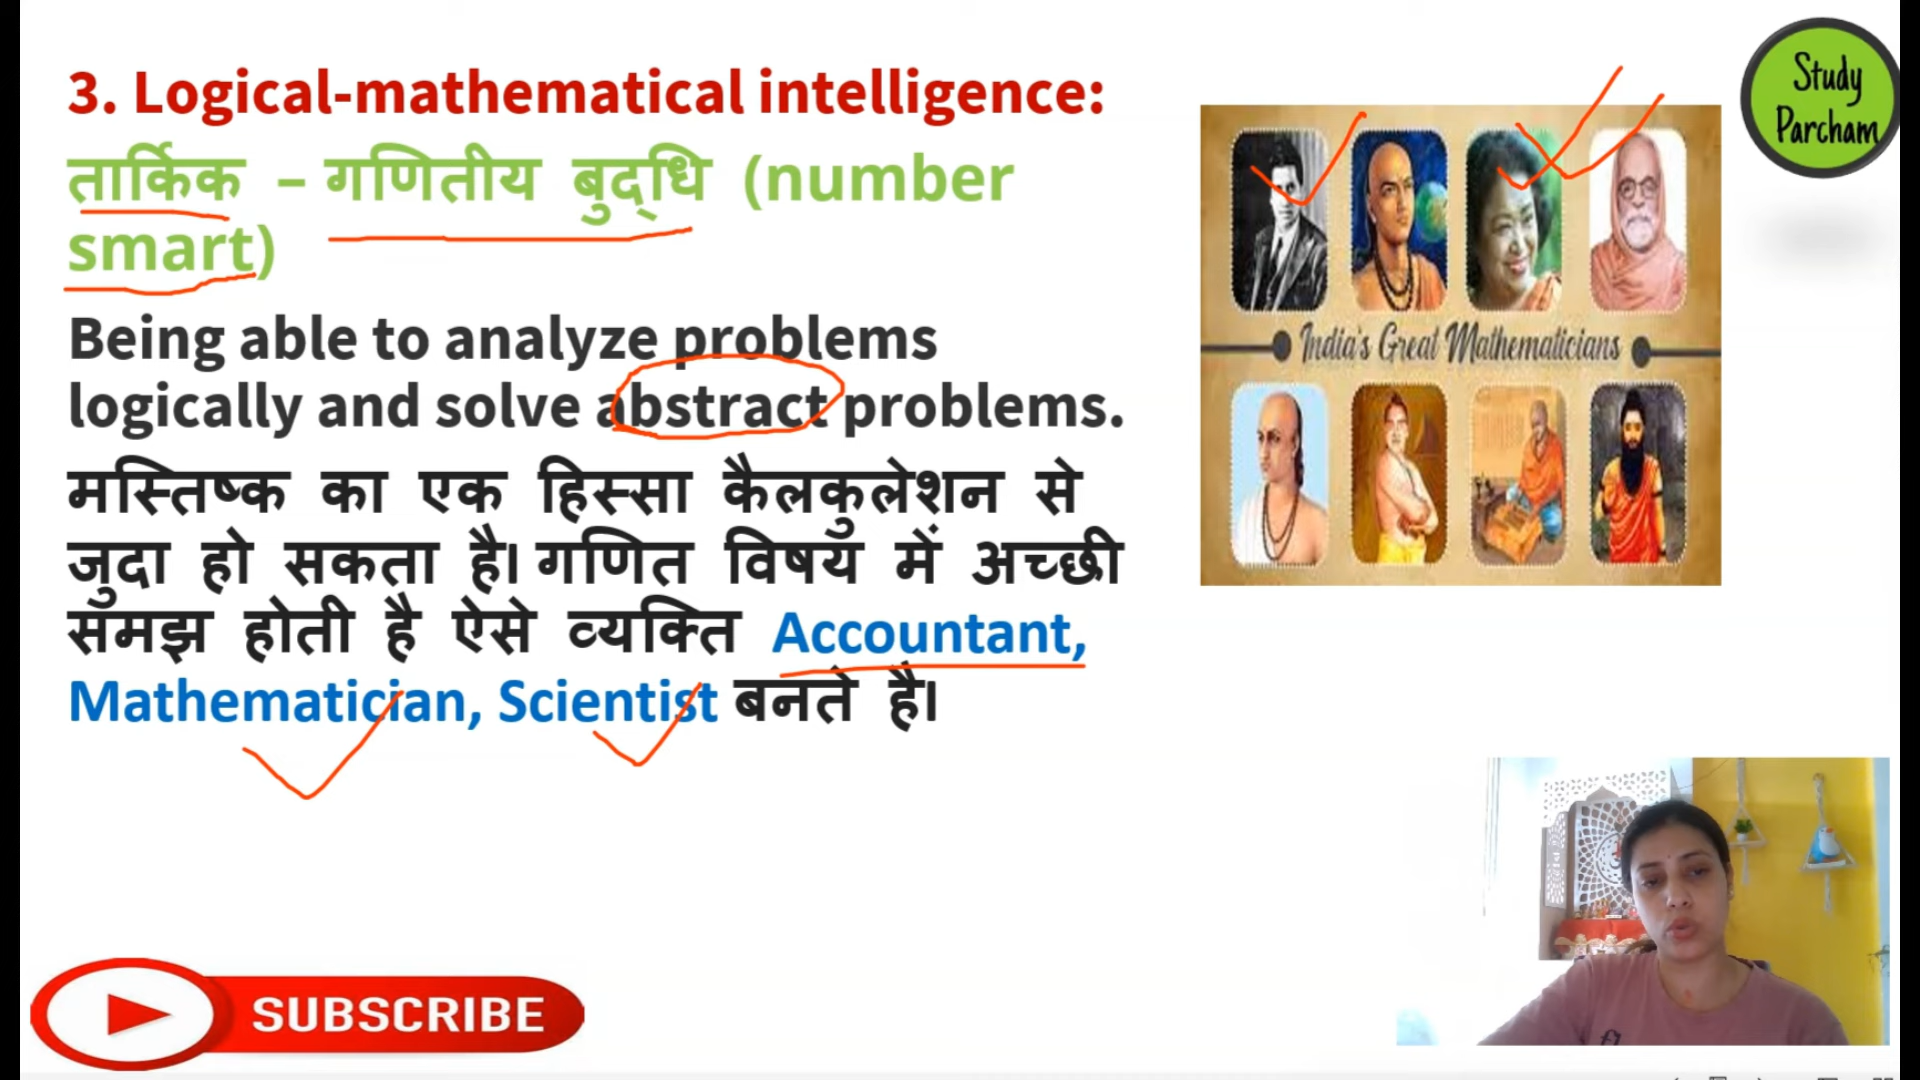 3. Logical-mathematical intelligence:
तार्किक – गणितीय बुद्धि (number
smart)
Being able to analyze problems
logically and solve abstract problems.
मस्तिष्क का एक हिस्सा कैलकुलेशन से
जुदा हो सकता है। गणित विषय में अच्छी
समझ होती है ऐसे व्यक्ति Accountant,
Mathematician, Scientist बनते है।
India's Great Mathematicians
Study
Parcham
SUBSCRIBE